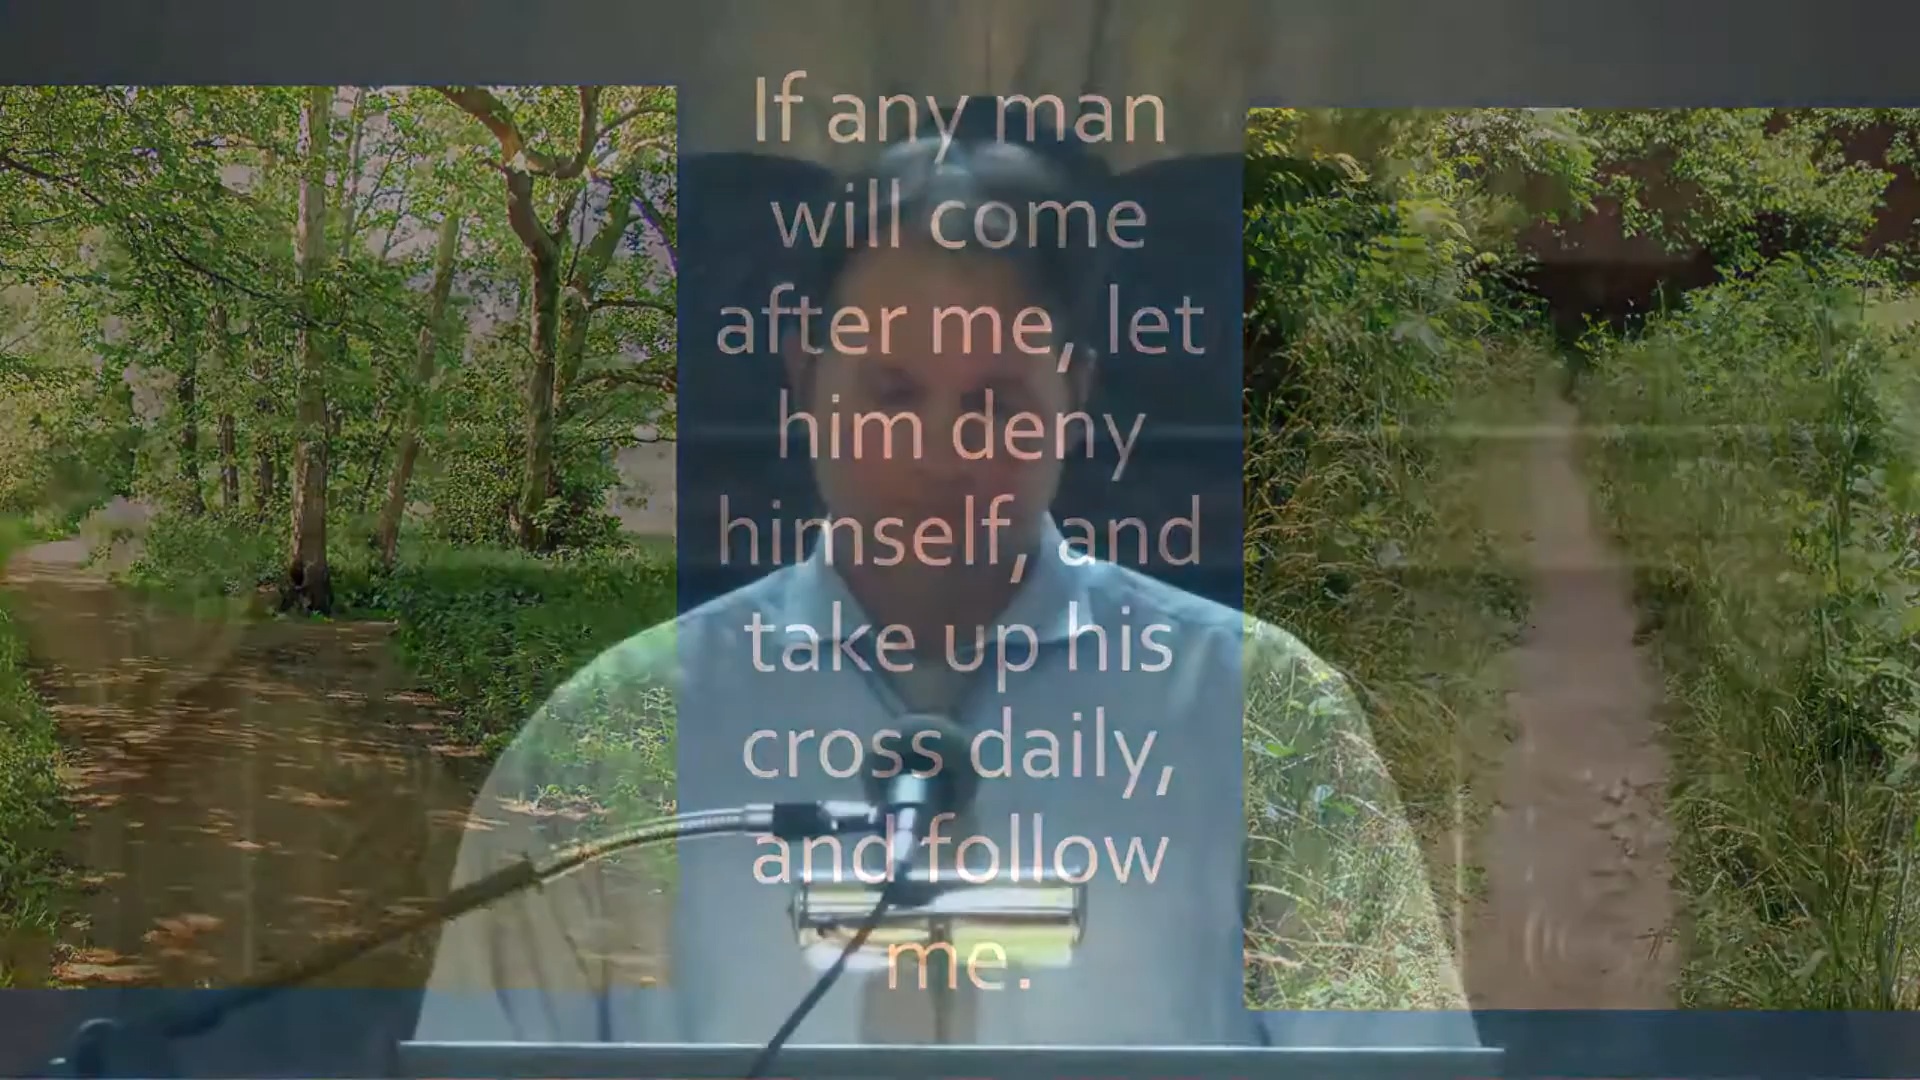 If any man
will come
after me, let
him deny
himself, and
take up his
cross daily,
and follow
me.